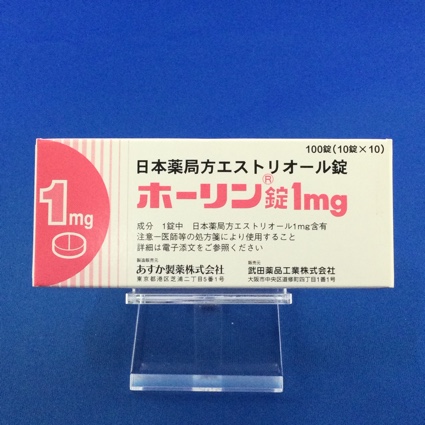 100錠(10錠×10)
日本薬局方エストリオール錠
ホーリン®錠1mg
1
mg
成分 1錠中 日本薬局方エストリオール1mg含有
注意-医師等の処方箋により使用すること
詳細は電子添文をご参照ください
製造販売元
あすか製薬株式会社
東京都港区芝浦二丁目5番1号
販売元
武田薬品工業株式会社
大阪市中央区道修町四丁目1番1号